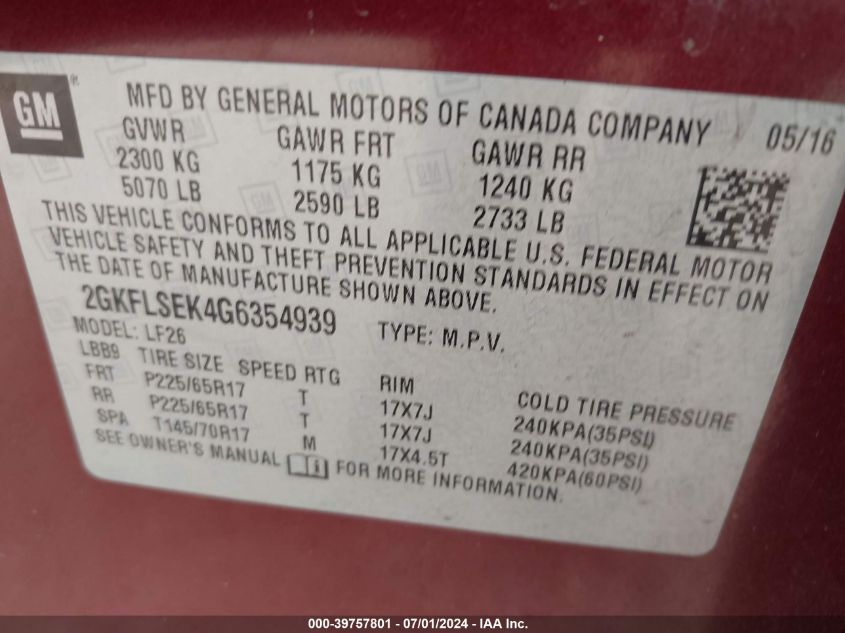 GM ®
MFD BY GENERAL MOTORS OF CANADA COMPANY 05/16
GVWR GAWR FRT GAWR RR
2300 KG 1175 KG 1240 KG
5070 LB 2590 LB 2733 LB
THIS VEHICLE CONFORMS TO ALL APPLICABLE U.S. FEDERAL MOTOR
VEHICLE SAFETY AND THEFT PREVENTION STANDARDS IN EFFECT ON
THE DATE OF MANUFACTURE SHOWN ABOVE.
2GKFLSEK4G6354939 TYPE: M.P.V.
MODEL: LF26
LBB9 TIRE SIZE SPEED RTG RIM COLD TIRE PRESSURE
FRT P225/65R17 T 17X7J 240KPA(35PSI)
RR P225/65R17 T 17X7J 240KPA(35PSI)
SPA T145/70R17 M 17X4.5T 420KPA(60PSI)
SEE OWNER'S MANUAL i FOR MORE INFORMATION.
000-39757801 - 07/01/2024 - IAA Inc.